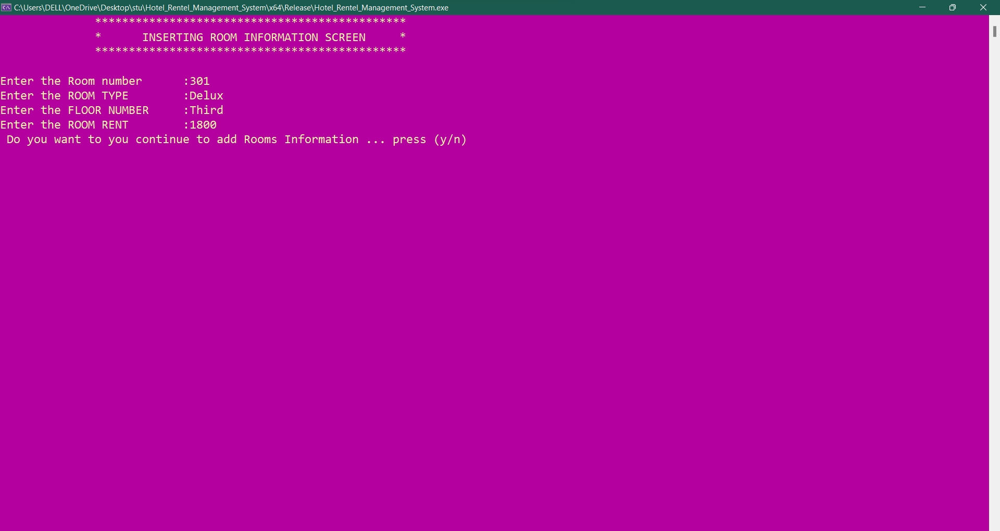 C:\Users\DELL\OneDrive\Desktop\stu\Hotel_Rentel_Management_System\x64\Release\Hotel_Rentel_Management_System.exe
**********************************************
* INSERTING ROOM INFORMATION SCREEN *
**********************************************
Enter the Room number :301
Enter the ROOM TYPE :Delux
Enter the FLOOR NUMBER :Third
Enter the ROOM RENT :1800
Do you want to you continue to add Rooms Information ... press (y/n)